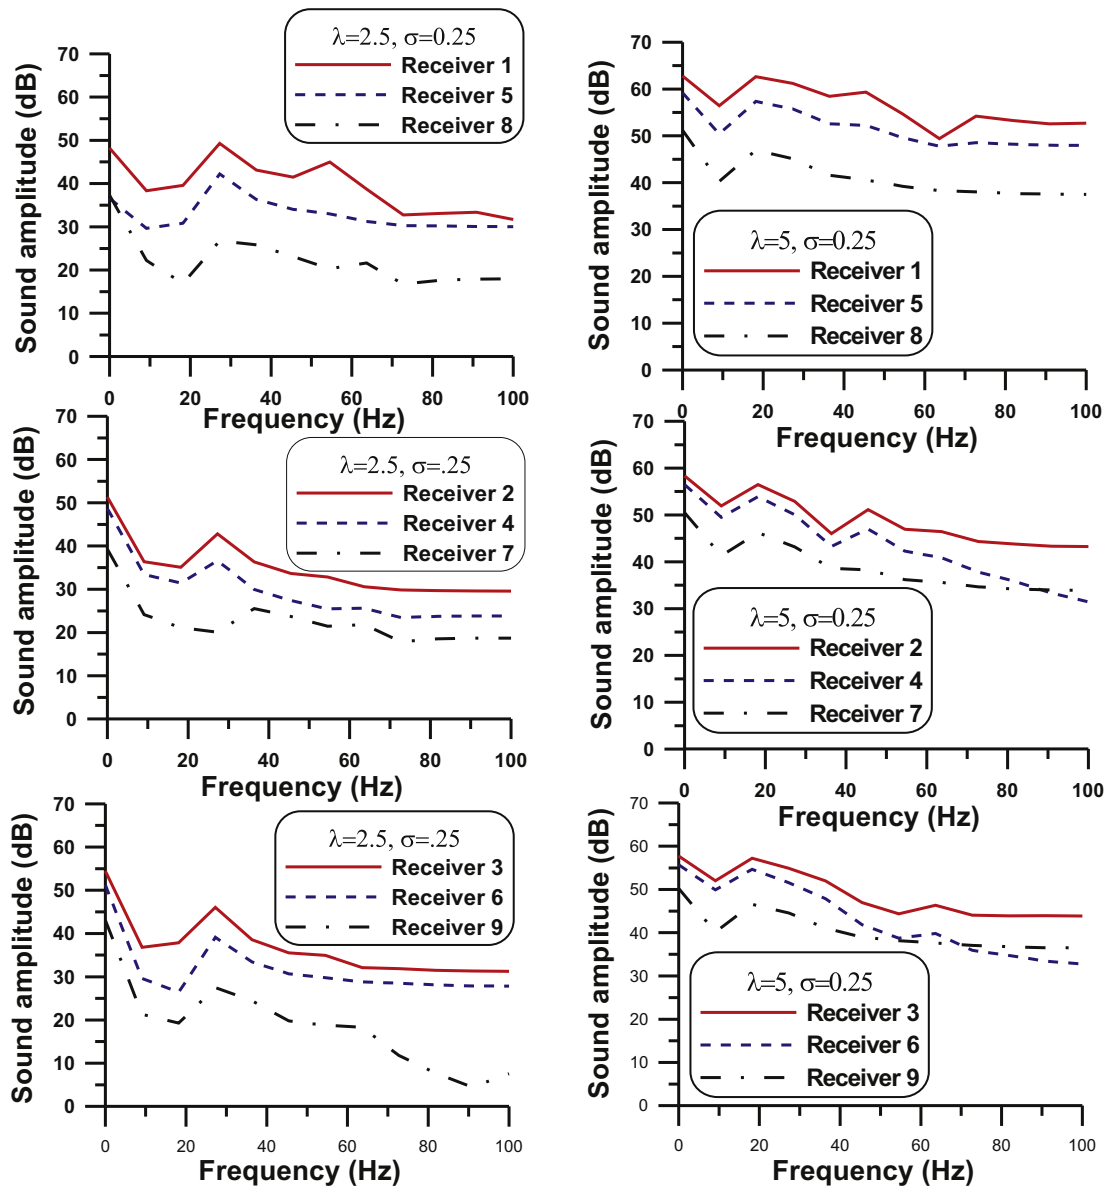 λ=2.5, σ=0.25
Receiver 1
Receiver 5
Receiver 8
Sound amplitude (dB)
70
60
50
40
30
20
10
0
0 20 40 60 80 100
Frequency (Hz)
λ=5, σ=0.25
Receiver 1
Receiver 5
Receiver 8
Sound amplitude (dB)
70
60
50
40
30
20
10
0
0 20 40 60 80 100
Frequency (Hz)
λ=2.5, σ=.25
Receiver 2
Receiver 4
Receiver 7
Sound amplitude (dB)
70
60
50
40
30
20
10
0
0 20 40 60 80 100
Frequency (Hz)
λ=5, σ=0.25
Receiver 2
Receiver 4
Receiver 7
Sound amplitude (dB)
70
60
50
40
30
20
10
0
0 20 40 60 80 100
Frequency (Hz)
λ=2.5, σ=.25
Receiver 3
Receiver 6
Receiver 9
Sound amplitude (dB)
70
60
50
40
30
20
10
0
0 20 40 60 80 100
Frequency (Hz)
λ=5, σ=0.25
Receiver 3
Receiver 6
Receiver 9
Sound amplitude (dB)
70
60
50
40
30
20
10
0
0 20 40 60 80 100
Frequency (Hz)